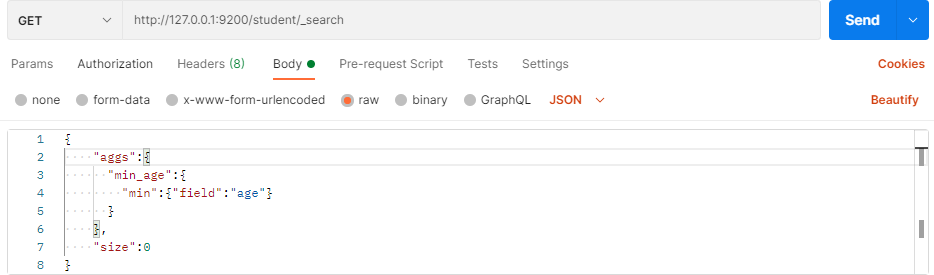 GET http://127.0.0.1:9200/student/_search Send
Params Authorization Headers (8) Body Pre-request Script Tests Settings Cookies
none form-data x-www-form-urlencoded raw binary GraphQL JSON Beautify
1 {
2 "aggs":{
3 "min_age":{
4 "min":{"field":"age"}
5 }
6 },
7 "size":0
8 }